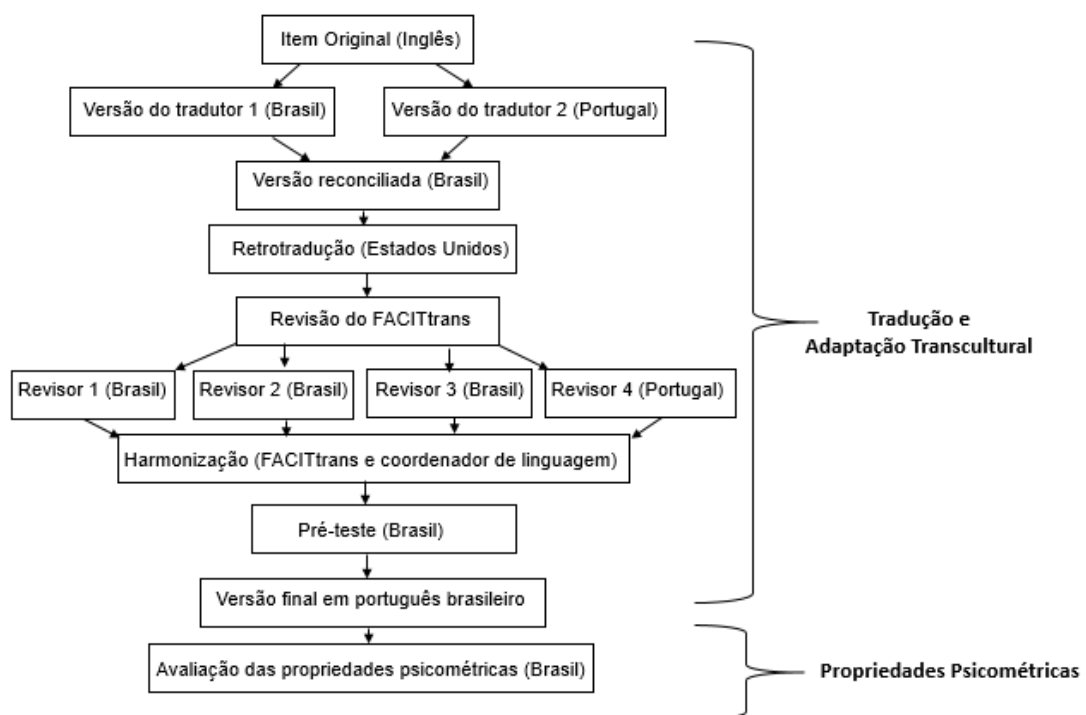 Item Original (Inglês)
Versão do tradutor 1 (Brasil)
Versão do tradutor 2 (Portugal)
Versão reconciliada (Brasil)
Retrotradução (Estados Unidos)
Revisão do FACITtrans
Revisor 1 (Brasil)
Revisor 2 (Brasil)
Revisor 3 (Brasil)
Revisor 4 (Portugal)
Harmonização (FACITtrans e coordenador de linguagem)
Pré-teste (Brasil)
Versão final em português brasileiro
Avaliação das propriedades psicométricas (Brasil)
Tradução e
Adaptação Transcultural
Propriedades Psicométricas